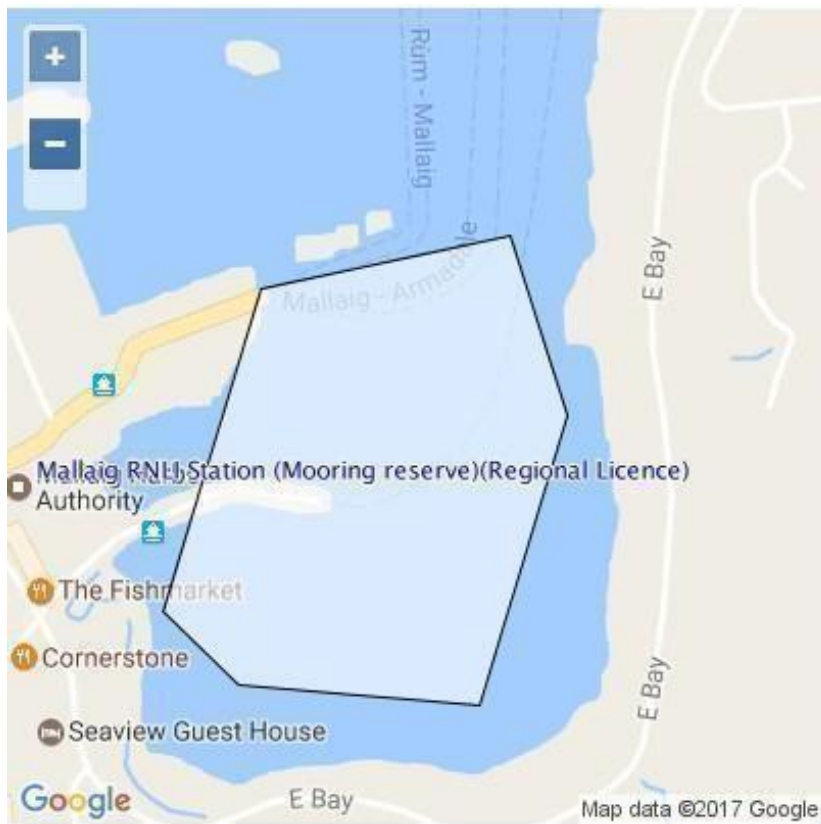 +
Rùm - Mallaig
−
Mallaig - Armadale
E Bay
Mallaig RNLI Station (Mooring reserve)(Regional Licence)
Authority
The Fishmarket
Cornerstone
E Bay
Seaview Guest House
Google
E Bay
Map data ©2017 Google